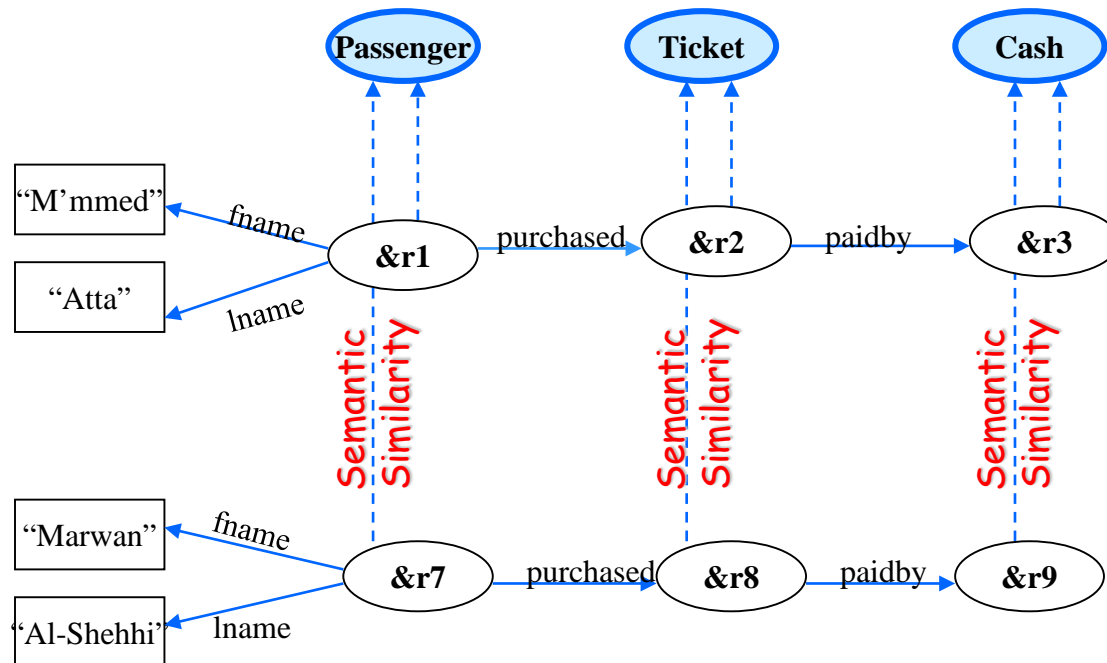 Passenger
Ticket
Cash
“M’mmed”
fname
&r1
purchased
&r2
paidby
&r3
“Atta”
lname
Semantic
Similarity
Semantic
Similarity
Semantic
Similarity
“Marwan”
fname
&r7
purchased
&r8
paidby
&r9
“Al-Shehhi”
lname